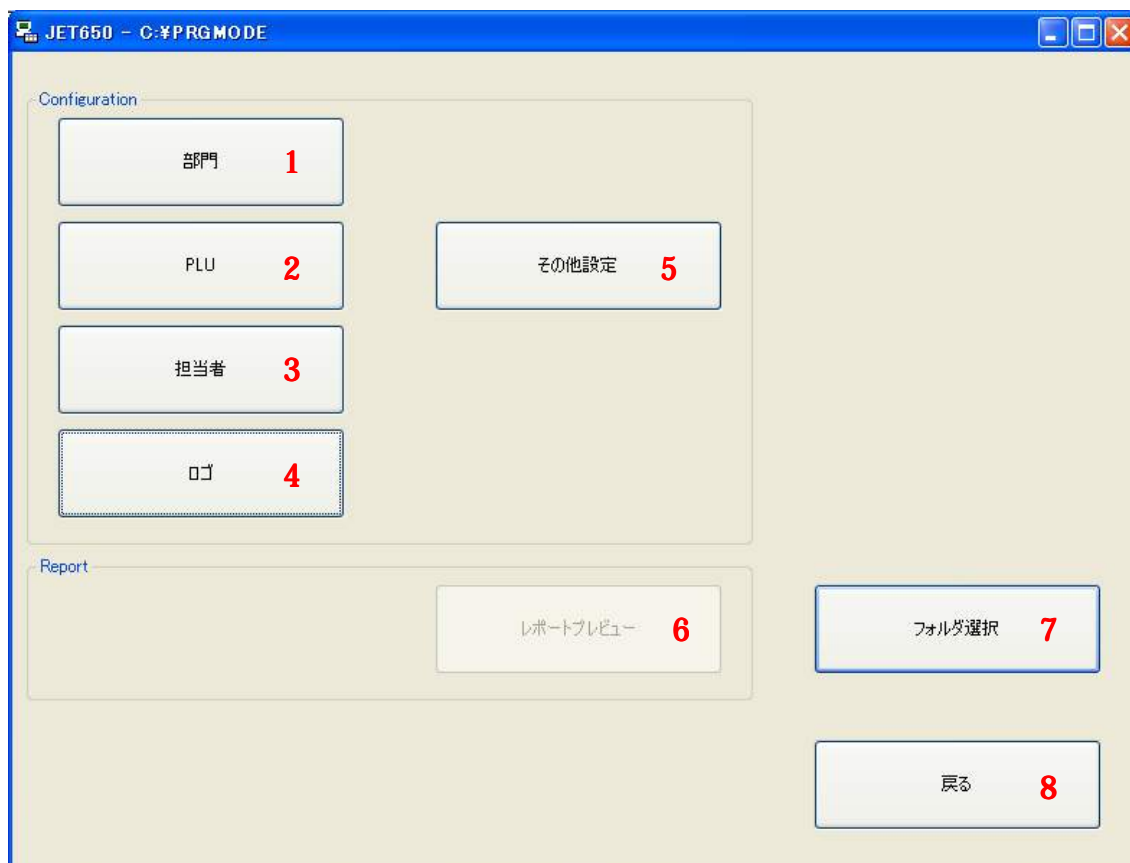 JET650 - C:¥PRGMODE
Configuration
部門 1
PLU 2
その他設定 5
担当者 3
ロゴ 4
Report
レポートプレビュー 6
フォルダ選択 7
戻る 8